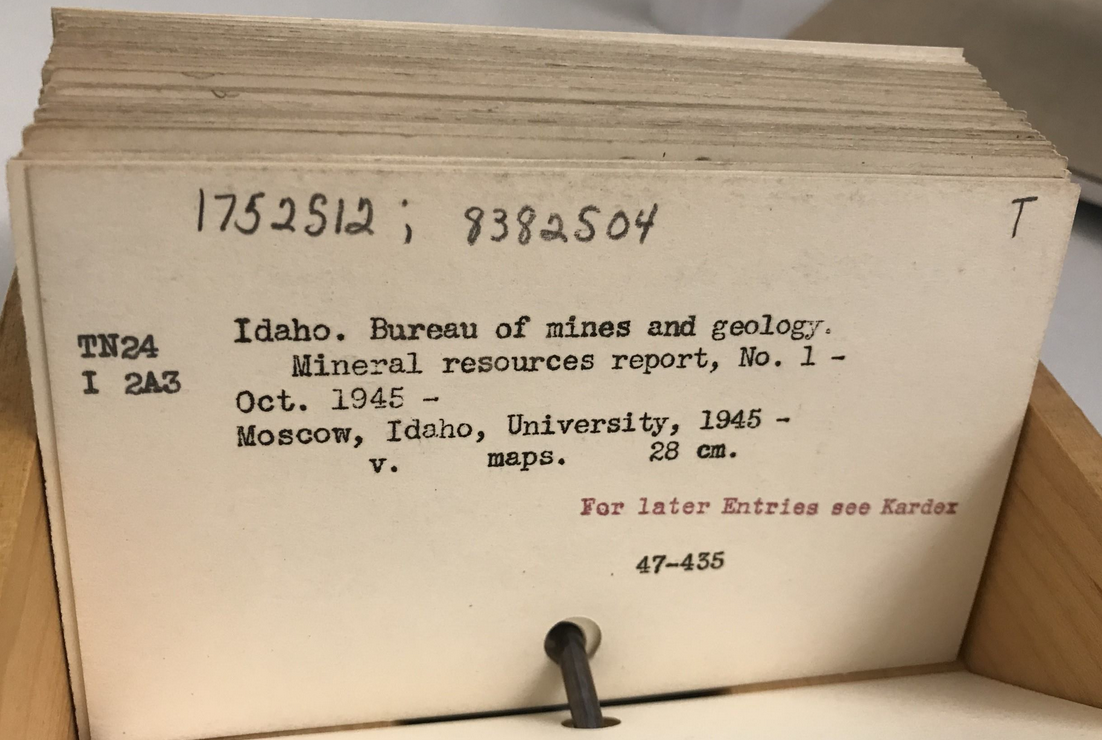 1752512 ; 8382504 T
TN24
I 2A3
Idaho. Bureau of mines and geology.
Mineral resources report, No. 1 -
Oct. 1945 -
Moscow, Idaho, University, 1945 -
v. maps. 28 cm.
For later Entries see Kardex
47-435